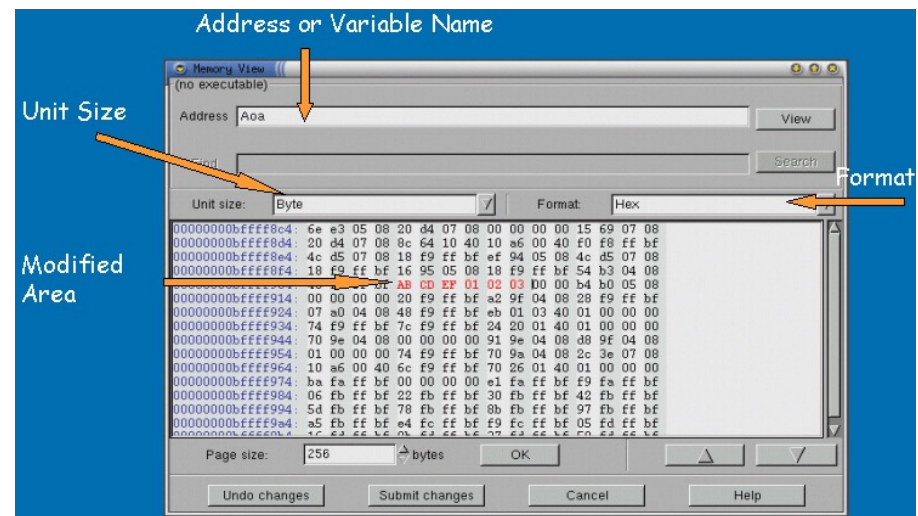 Address or Variable Name
Memory View
(no executable)
Unit Size
Address Aoa View
Find Search
Format
Unit size: Byte Format: Hex
00000000bffff8c4: 6e e3 05 08 20 d4 07 08 00 00 00 00 15 69 07 08
00000000bffff8d4: 20 d4 07 08 8c 64 10 40 10 a6 00 40 f0 f8 ff bf
00000000bffff8e4: 4c d5 07 08 18 f9 ff bf ef 94 05 08 4c d5 07 08
Modified
00000000bffff8f4: 18 f9 ff bf 16 95 05 08 18 f9 ff bf 54 b3 04 08
Area
bf AB CD EF 01 02 03 00 00 b4 b0 05 08
00000000bffff914: 00 00 00 00 20 f9 ff bf a2 9f 04 08 28 f9 ff bf
00000000bffff924: 07 a0 04 08 48 f9 ff bf eb 01 03 40 01 00 00 00
00000000bffff934: 74 f9 ff bf 7c f9 ff bf 24 20 01 40 01 00 00 00
00000000bffff944: 70 9e 04 08 00 00 00 00 91 9e 04 08 d8 9f 04 08
00000000bffff954: 01 00 00 00 74 f9 ff bf 70 9a 04 08 2c 3e 07 08
00000000bffff964: 10 a6 00 40 6c f9 ff bf 70 26 01 40 01 00 00 00
00000000bffff974: ba fa ff bf 00 00 00 00 e1 fa ff bf f9 fa ff bf
00000000bffff984: 06 fb ff bf 22 fb ff bf 30 fb ff bf 42 fb ff bf
00000000bffff994: 5d fb ff bf 78 fb ff bf 8b fb ff bf 97 fb ff bf
00000000bffff9a4: a5 fb ff bf e4 fc ff bf f9 fc ff bf 05 fd ff bf
Page size: 256 bytes OK
Undo changes Submit changes Cancel Help